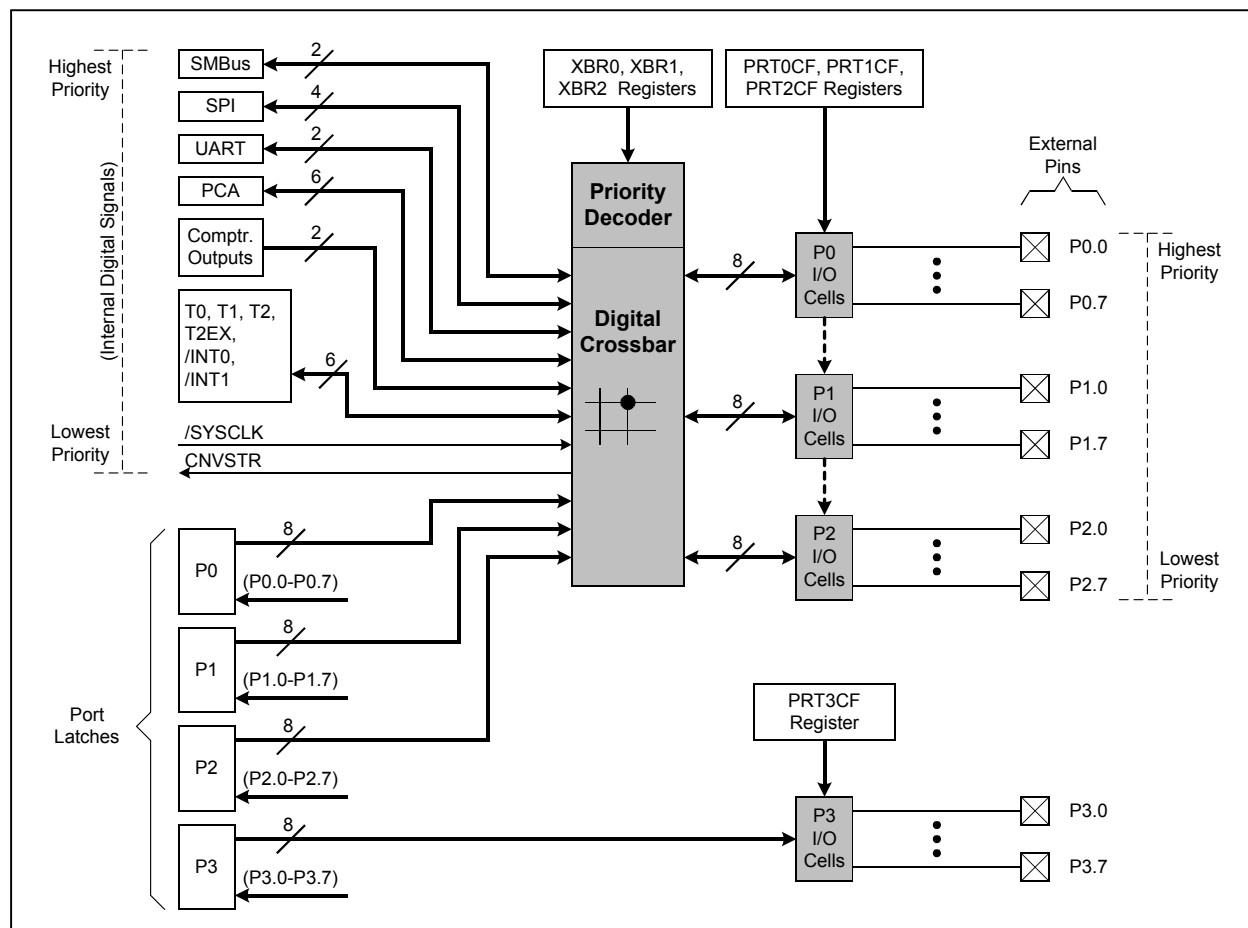 Highest
Priority
(Internal Digital Signals)
Lowest
Priority
SMBus
2
SPI
4
UART
2
PCA
6
Comptr.
Outputs
2
T0, T1, T2,
T2EX,
/INT0,
/INT1
6
/SYSCLK
CNVSTR
XBR0, XBR1,
XBR2 Registers
Priority
Decoder
Digital
Crossbar
PRT0CF, PRT1CF,
PRT2CF Registers
External
Pins
8
P0
I/O
Cells
P0.0
P0.7
Highest
Priority
8
P1
I/O
Cells
P1.0
P1.7
8
P2
I/O
Cells
P2.0
P2.7
Lowest
Priority
Port
Latches
P0
8
(P0.0-P0.7)
P1
8
(P1.0-P1.7)
P2
8
(P2.0-P2.7)
P3
8
(P3.0-P3.7)
PRT3CF
Register
P3
I/O
Cells
P3.0
P3.7